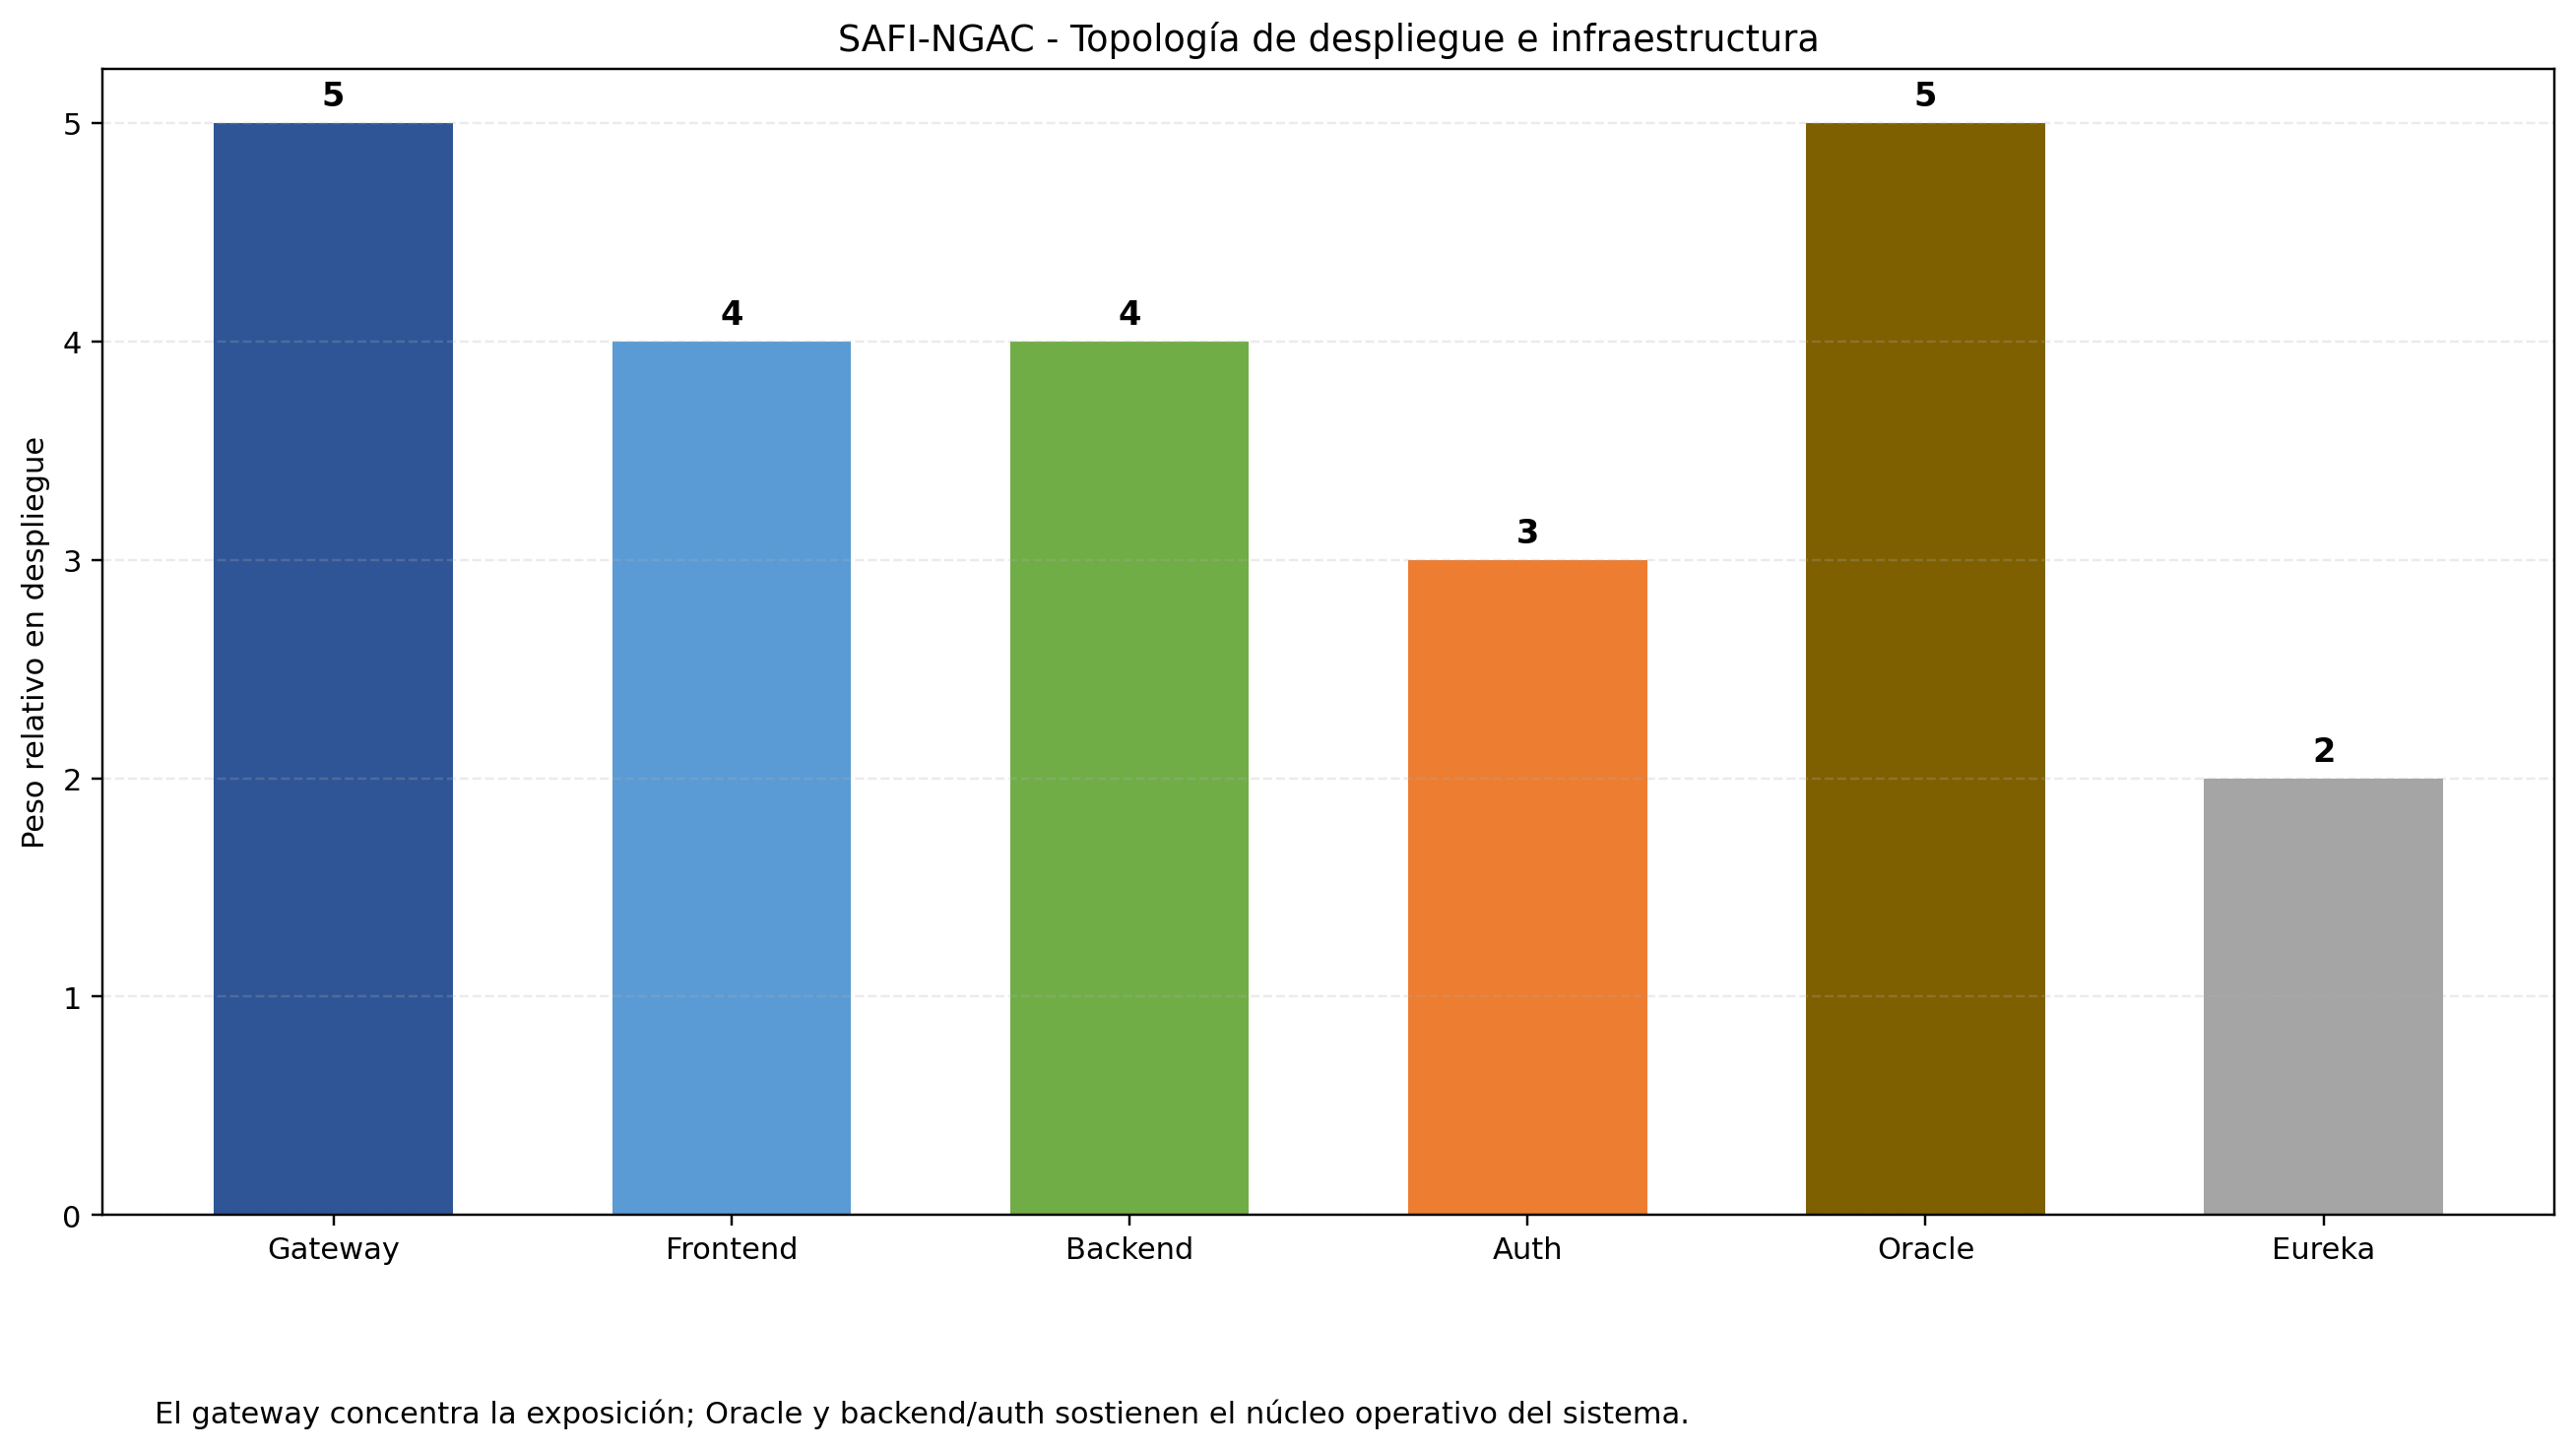 SAFI-NGAC - Topología de despliegue e infraestructura
Peso relativo en despliegue
5
4
3
2
1
0
5
4
4
3
5
2
Gateway
Frontend
Backend
Auth
Oracle
Eureka
El gateway concentra la exposición; Oracle y backend/auth sostienen el núcleo operativo del sistema.